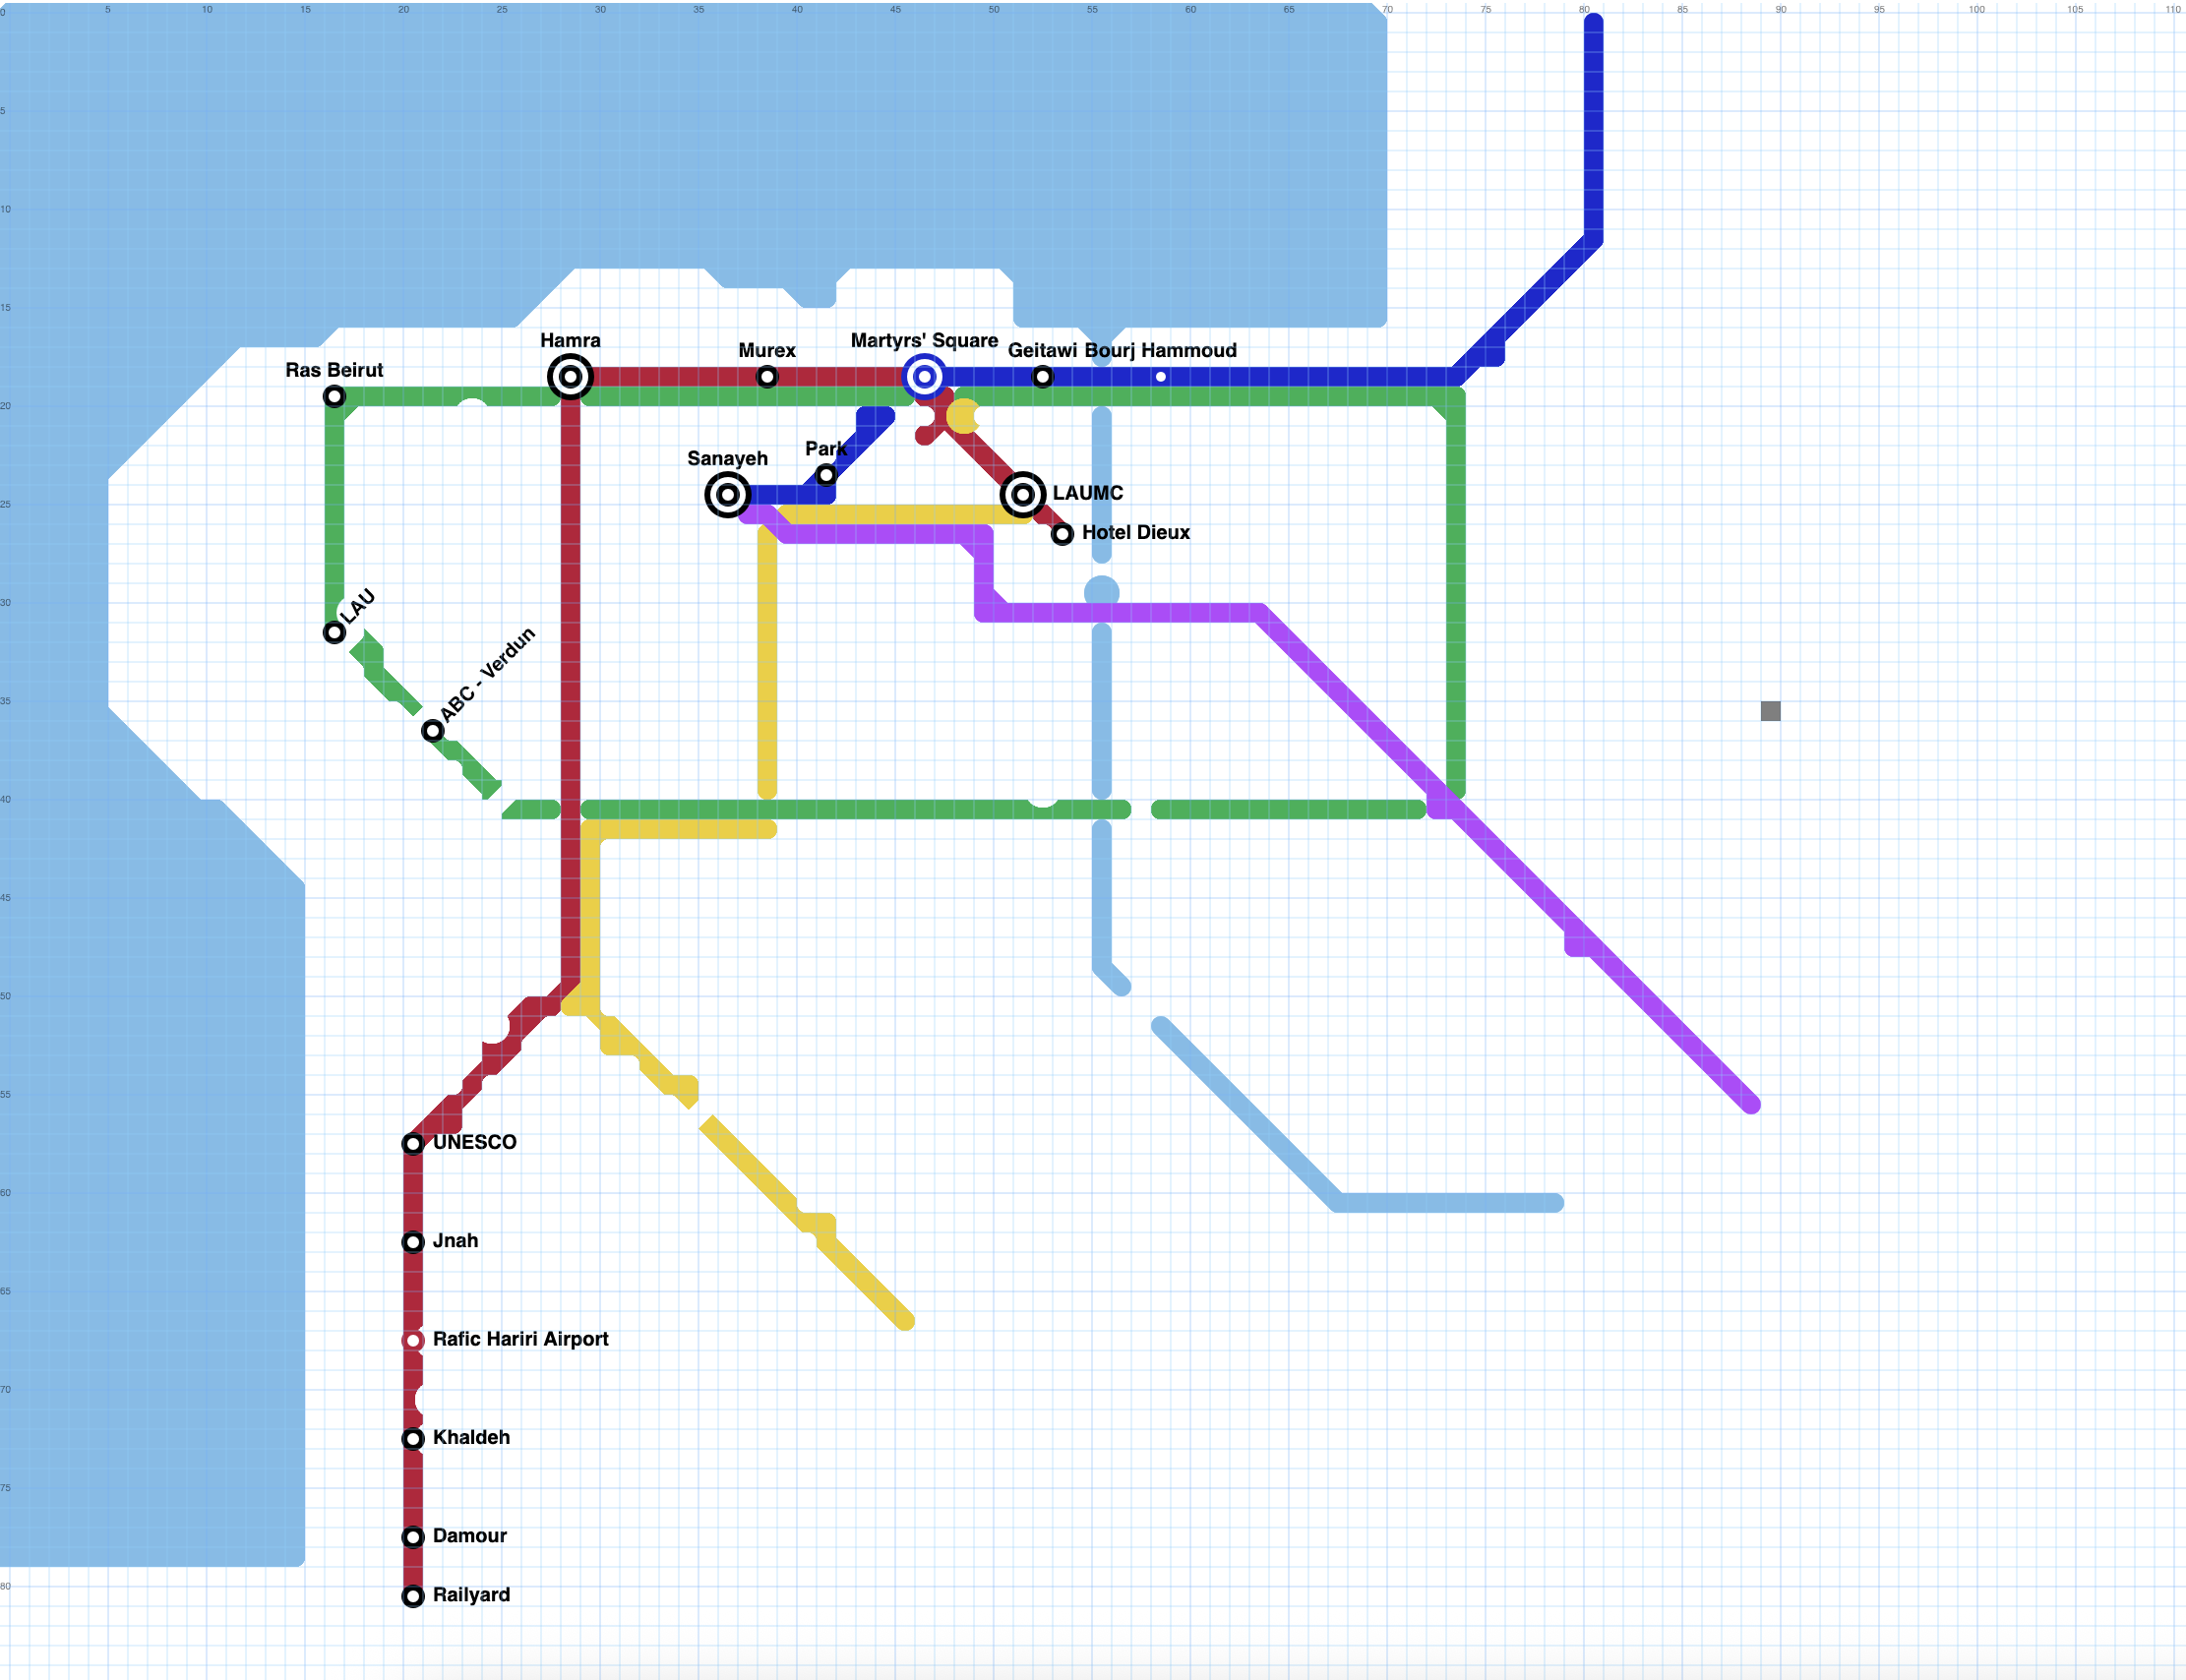 0 5 10 15 20 25 30 35 40 45 50 55 60 65 70 75 80 85 90 95 100 105 110
5
10
15
20
25
30
35
40
45
50
55
60
65
70
75
80
Hamra
Murex
Martyrs' Square
Geitawi
Bourj Hammoud
Ras Beirut
Park
Sanayeh
LAUMC
Hotel Dieux
LAU
ABC - Verdun
UNESCO
Jnah
Rafic Hariri Airport
Khaldeh
Damour
Railyard